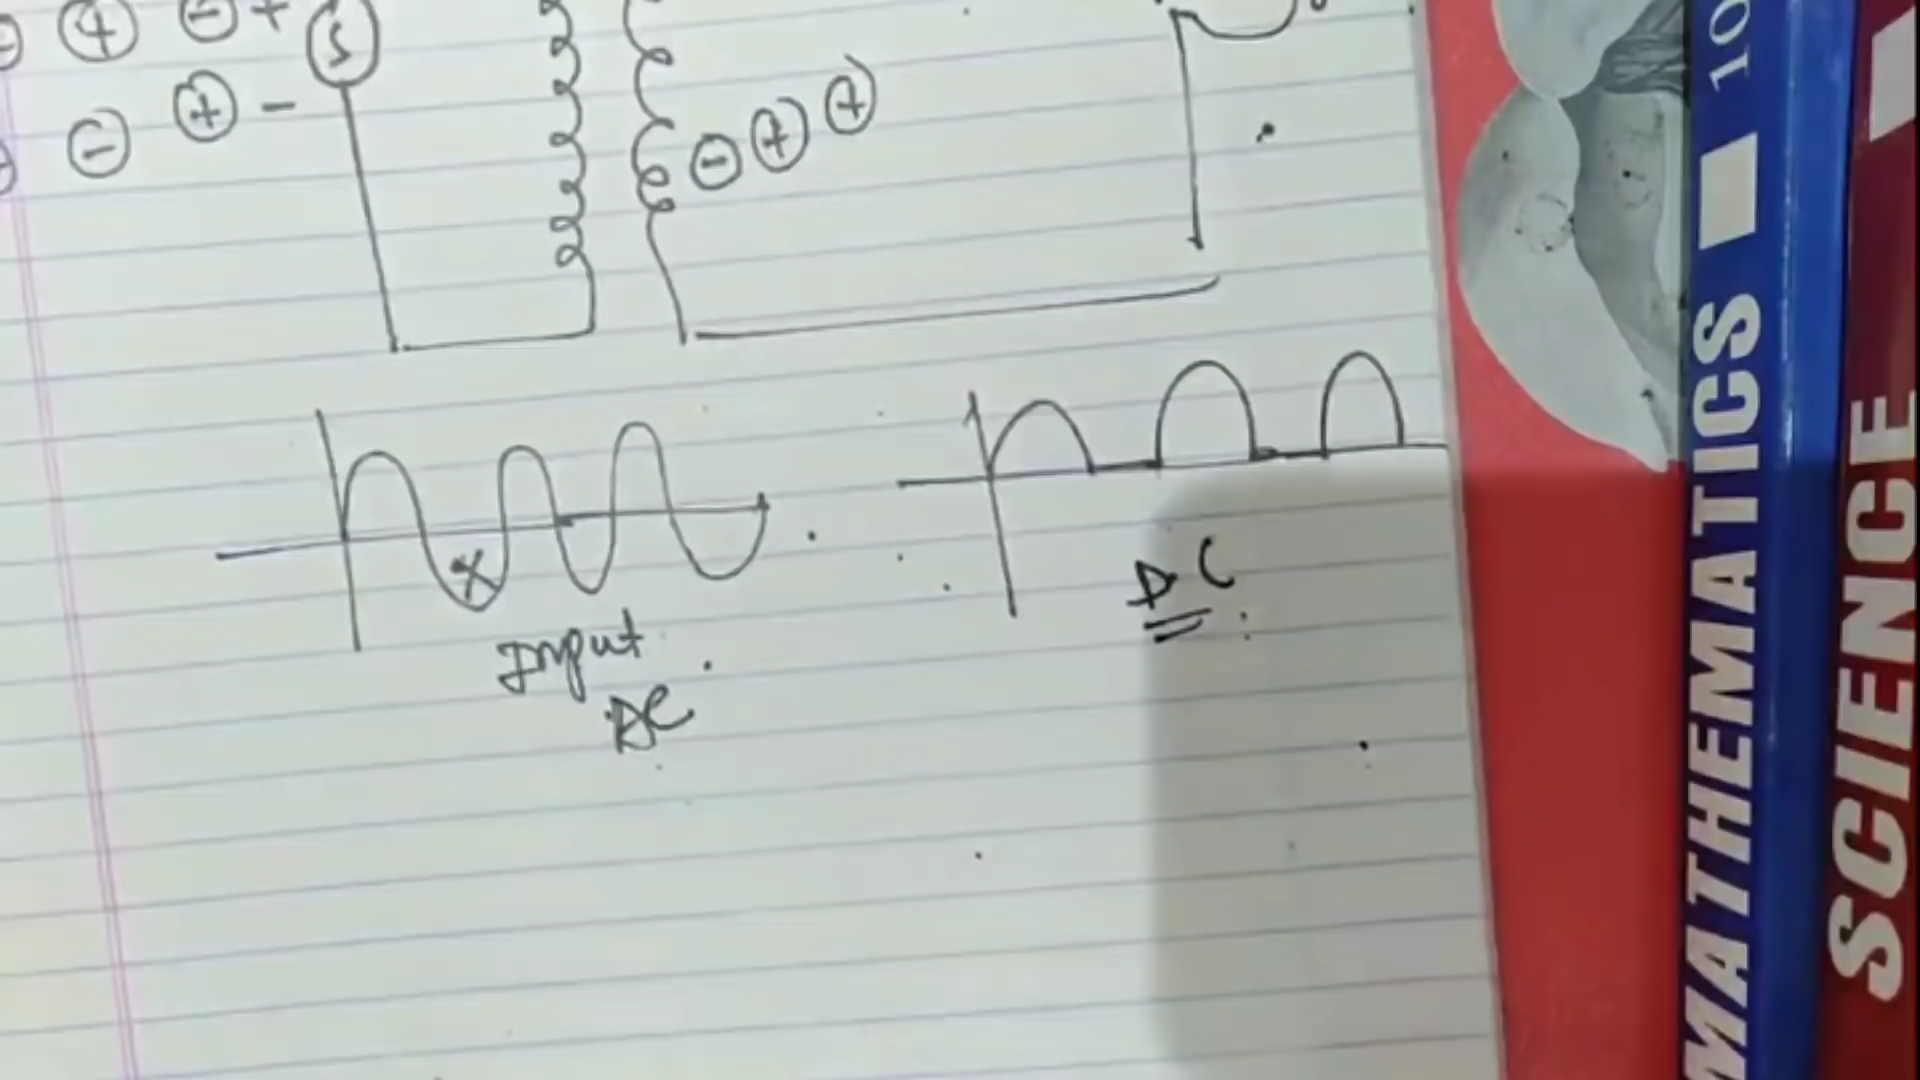 ⊕ ⊖ +
S
⊖ ⊕ −
⊖ ⊕ ⊕
x
Input
AC
DC
MATHEMATICS 10
SCIENCE